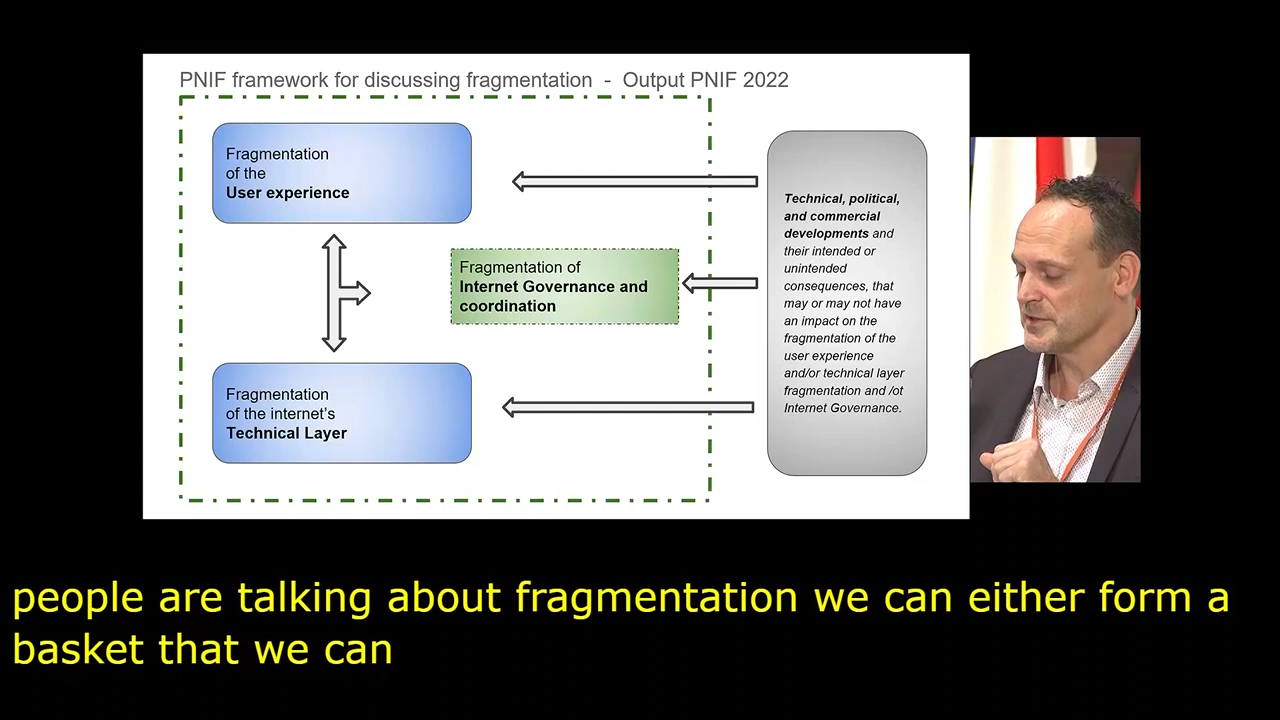 PNIF framework for discussing fragmentation - Output PNIF 2022
Fragmentation
of the
User experience
Fragmentation of
Internet Governance and
coordination
Fragmentation
of the internet's
Technical Layer
Technical, political,
and commercial
developments and
their intended or
unintended
consequences, that
may or may not have
an impact on the
fragmentation of the
user experience
and/or technical layer
fragmentation and /ot
Internet Governance.
people are talking about fragmentation we can either form a
basket that we can